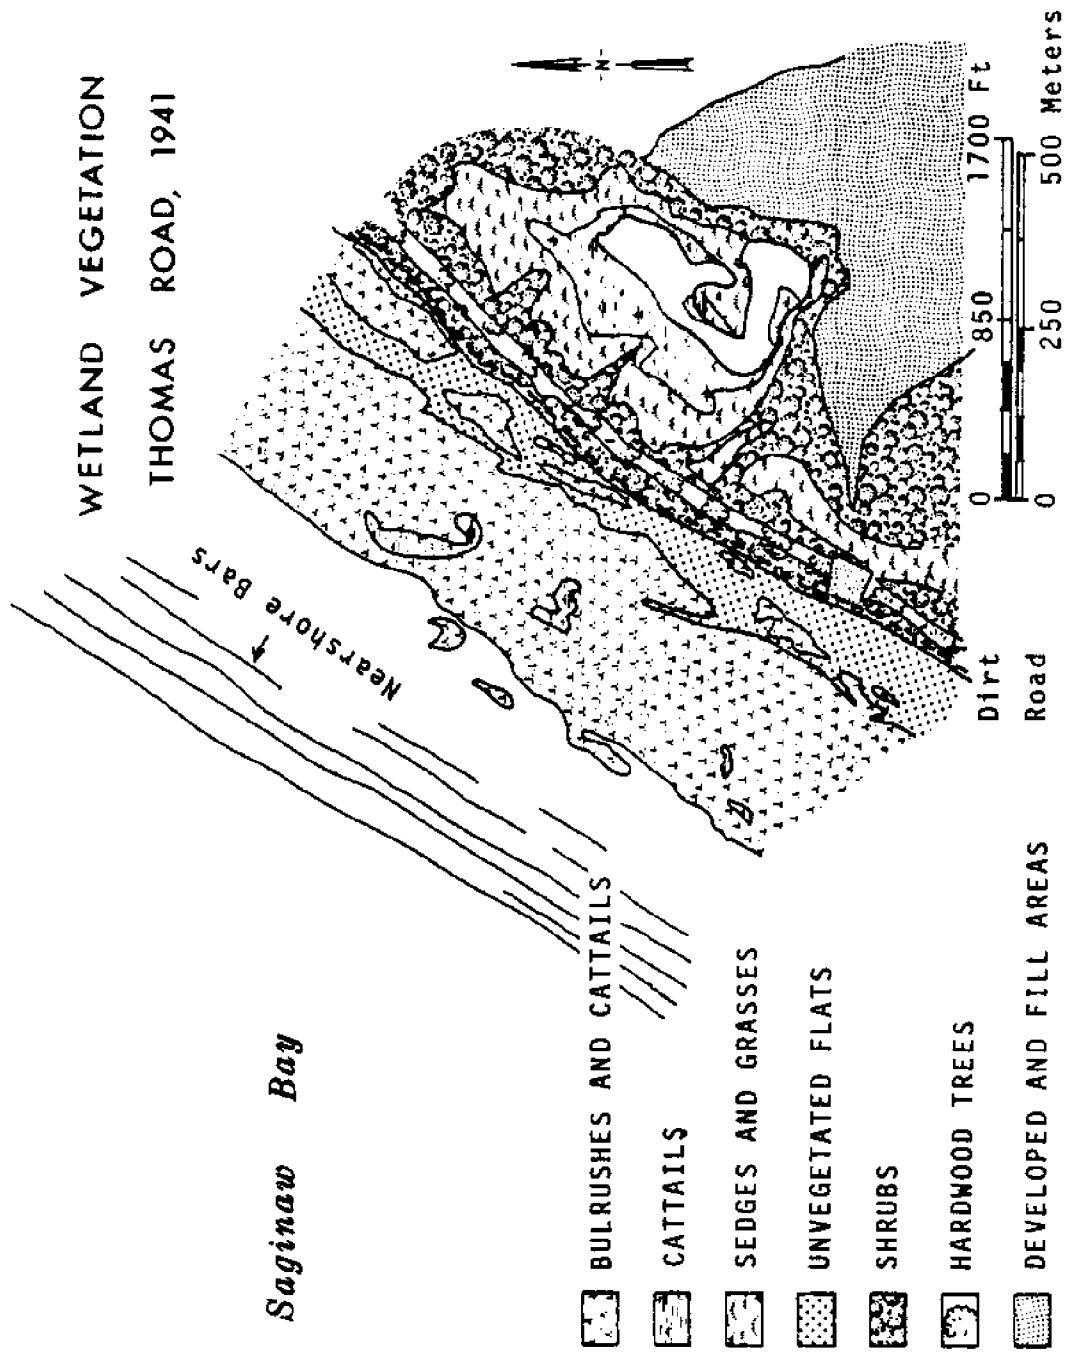 WETLAND VEGETATION
THOMAS ROAD, 1941
Saginaw Bay
Nearshore Bars
N
BULRUSHES AND CATTAILS
CATTAILS
SEDGES AND GRASSES
UNVEGETATED FLATS
SHRUBS
HARDWOOD TREES
DEVELOPED AND FILL AREAS
Dirt
Road
0 850 1700 Ft
0 250 500 Meters